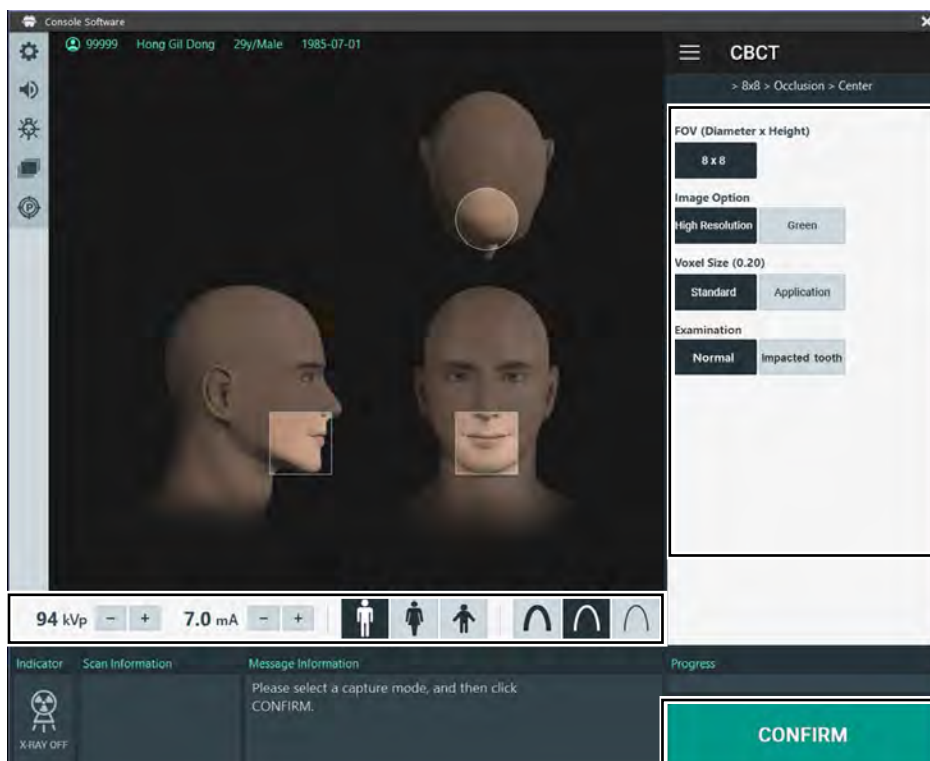 Console Software
99999 Hong Gil Dong 29y/Male 1985-07-01
CBCT
> 8x8 > Occlusion > Center
FOV (Diameter x Height)
8 x 8
Image Option
High Resolution Green
Voxel Size (0.20)
Standard Application
Examination
Normal Impacted tooth
94 kVp - + 7.0 mA - +
Indicator Scan Information Message Information Progress
Please select a capture mode, and then click
CONFIRM.
X-RAY OFF
CONFIRM